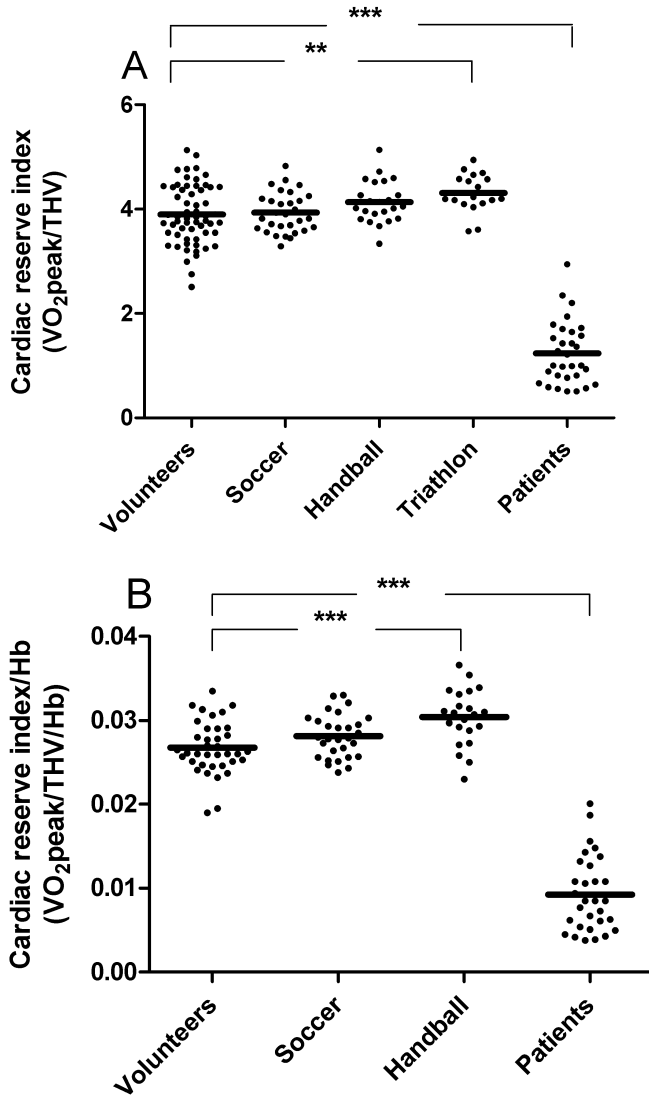 ***
**
A
Cardiac reserve index
(VO₂peak/THV)
6
4
2
0
Volunteers
Soccer
Handball
Triathlon
Patients
***
***
B
Cardiac reserve index/Hb
(VO₂peak/THV/Hb)
0.04
0.03
0.02
0.01
0.00
Volunteers
Soccer
Handball
Patients